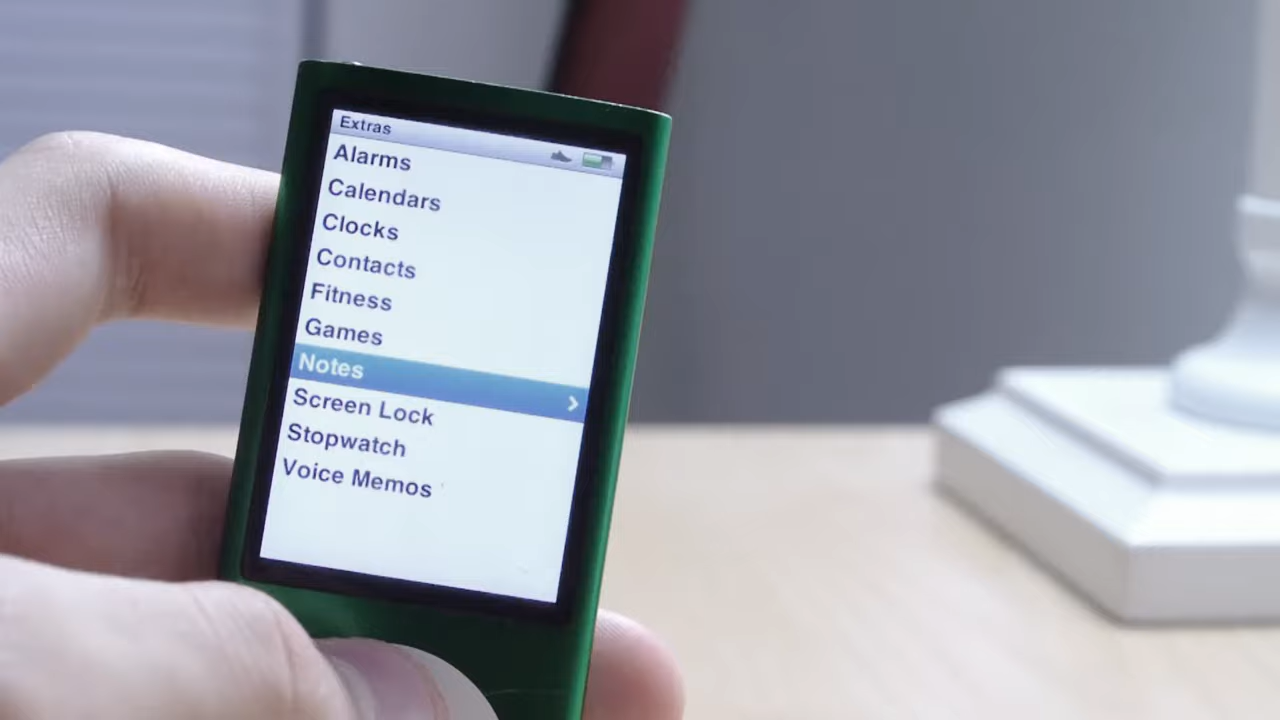 Extras
Alarms
Calendars
Clocks
Contacts
Fitness
Games
Notes
Screen Lock
Stopwatch
Voice Memos